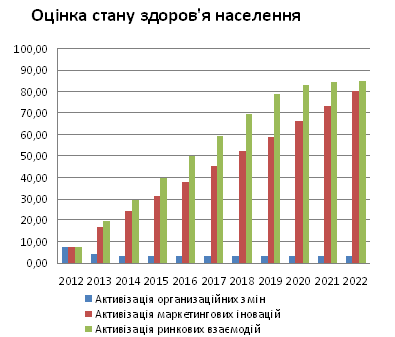 Оцінка стану здоров'я населення
100,00
90,00
80,00
70,00
60,00
50,00
40,00
30,00
20,00
10,00
0,00
2012 2013 2014 2015 2016 2017 2018 2019 2020 2021 2022
Активізація организаційних змін
Активізація маркетингових іновацій
Активізація ринкових взаємодій